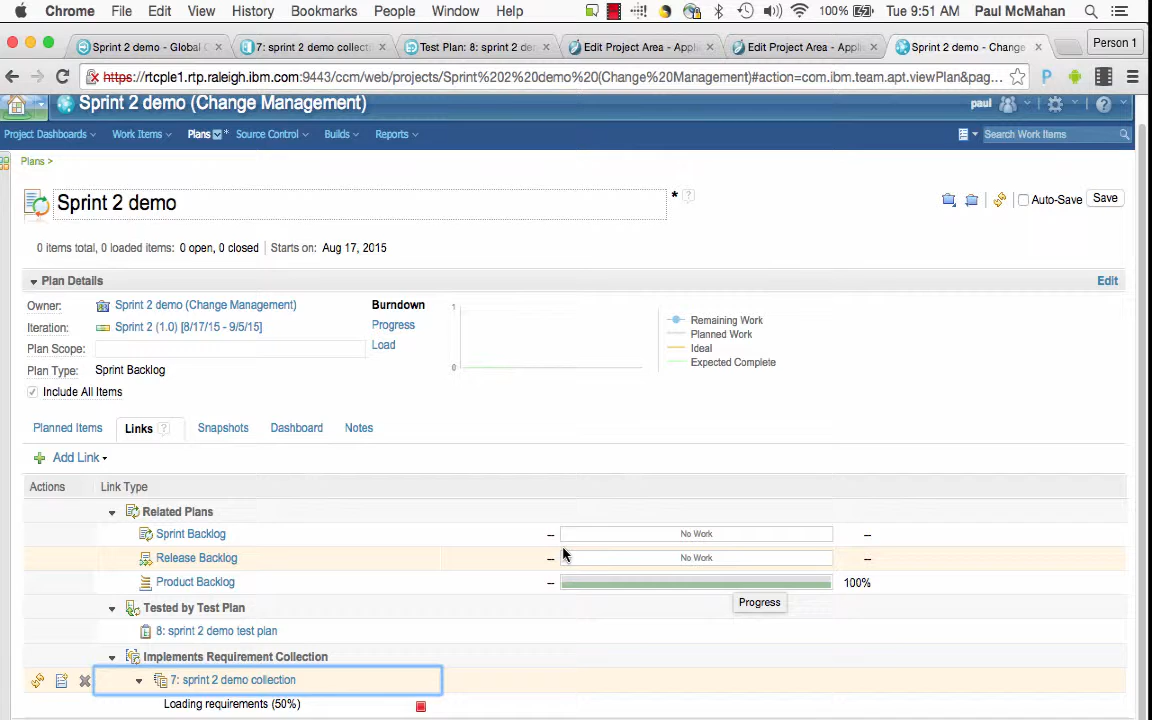 Chrome File Edit View History Bookmarks People Window Help 100% Tue 9:51 AM Paul McMahan
Sprint 2 demo - Global C × 7: sprint 2 demo collecti × Test Plan: 8: sprint 2 de × Edit Project Area - Applic × Edit Project Area - Applic × Sprint 2 demo - Change × Person 1
https://rtcple1.rtp.raleigh.ibm.com:9443/ccm/web/projects/Sprint%202%20demo%20(Change%20Management)#action=com.ibm.team.apt.viewPlan&pag...
Sprint 2 demo (Change Management) paul
Project Dashboards Work Items Plans * Source Control Builds Reports Search Work Items
Plans >
Sprint 2 demo * ? Auto-Save Save
0 items total, 0 loaded items: 0 open, 0 closed | Starts on: Aug 17, 2015
Plan Details Edit
Owner: Sprint 2 demo (Change Management) Burndown 1 Remaining Work
Iteration: Sprint 2 (1.0) [8/17/15 - 9/5/15] Progress Planned Work
Plan Scope: Load Ideal
Plan Type: Sprint Backlog 0 Expected Complete
Include All Items
Planned Items Links ? Snapshots Dashboard Notes
Add Link
Actions Link Type
Related Plans
Sprint Backlog -- No Work --
Release Backlog -- No Work --
Product Backlog -- 100%
Progress
Tested by Test Plan
8: sprint 2 demo test plan
Implements Requirement Collection
7: sprint 2 demo collection
Loading requirements (50%)